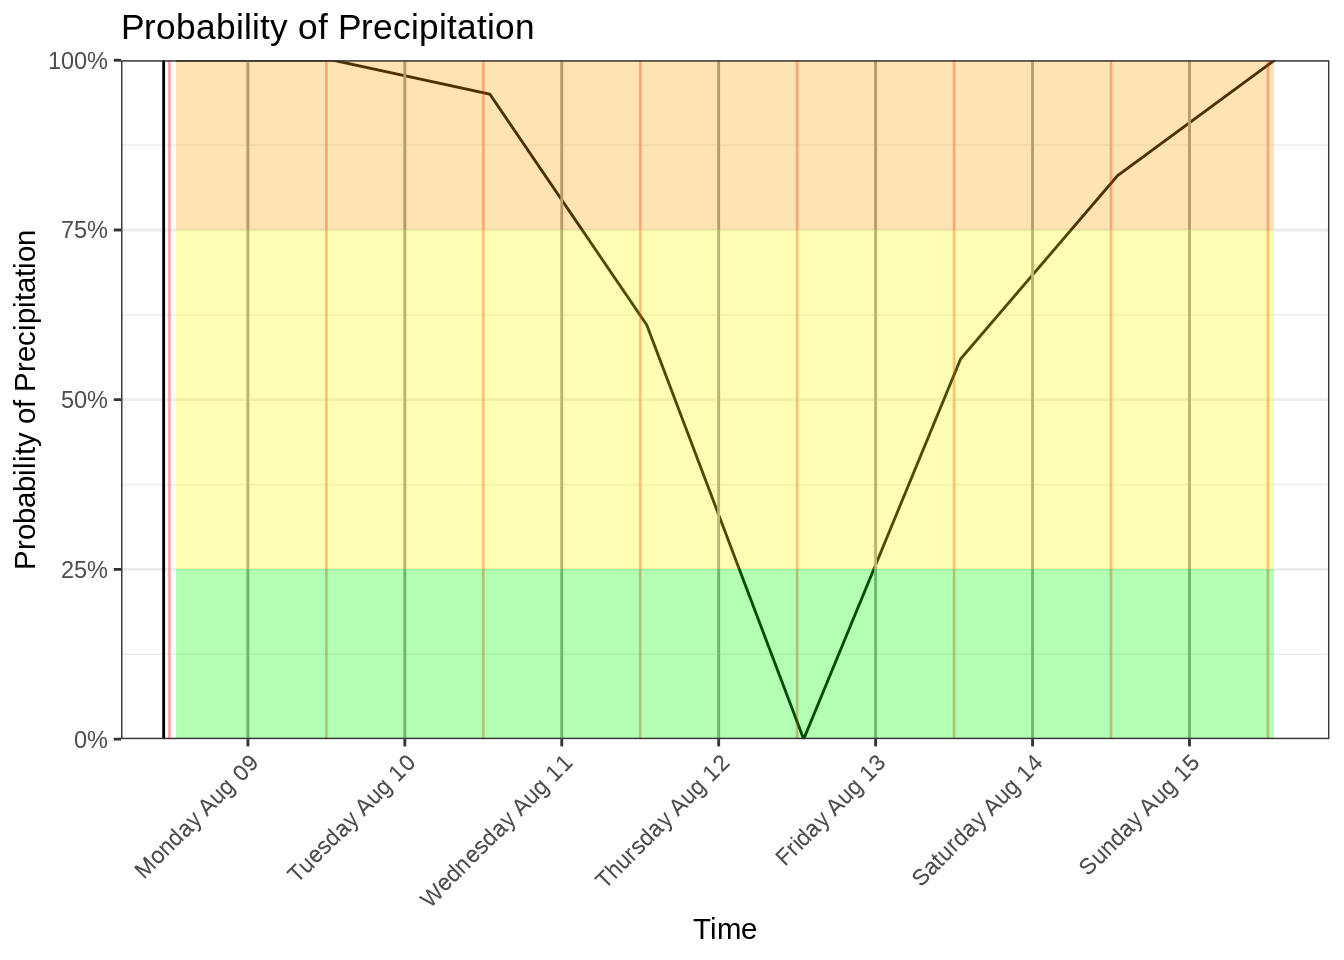 Probability of Precipitation
Probability of Precipitation
100%
75%
50%
25%
0%
Monday Aug 09
Tuesday Aug 10
Wednesday Aug 11
Thursday Aug 12
Friday Aug 13
Saturday Aug 14
Sunday Aug 15
Time